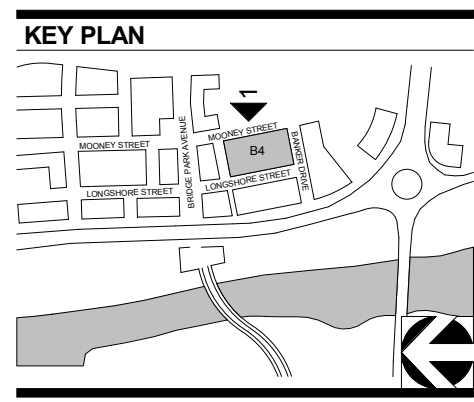 KEY PLAN
1
MOONEY STREET
B4
MOONEY STREET
BRIDGE PARK AVENUE
BANKER DRIVE
LONGSHORE STREET
LONGSHORE STREET